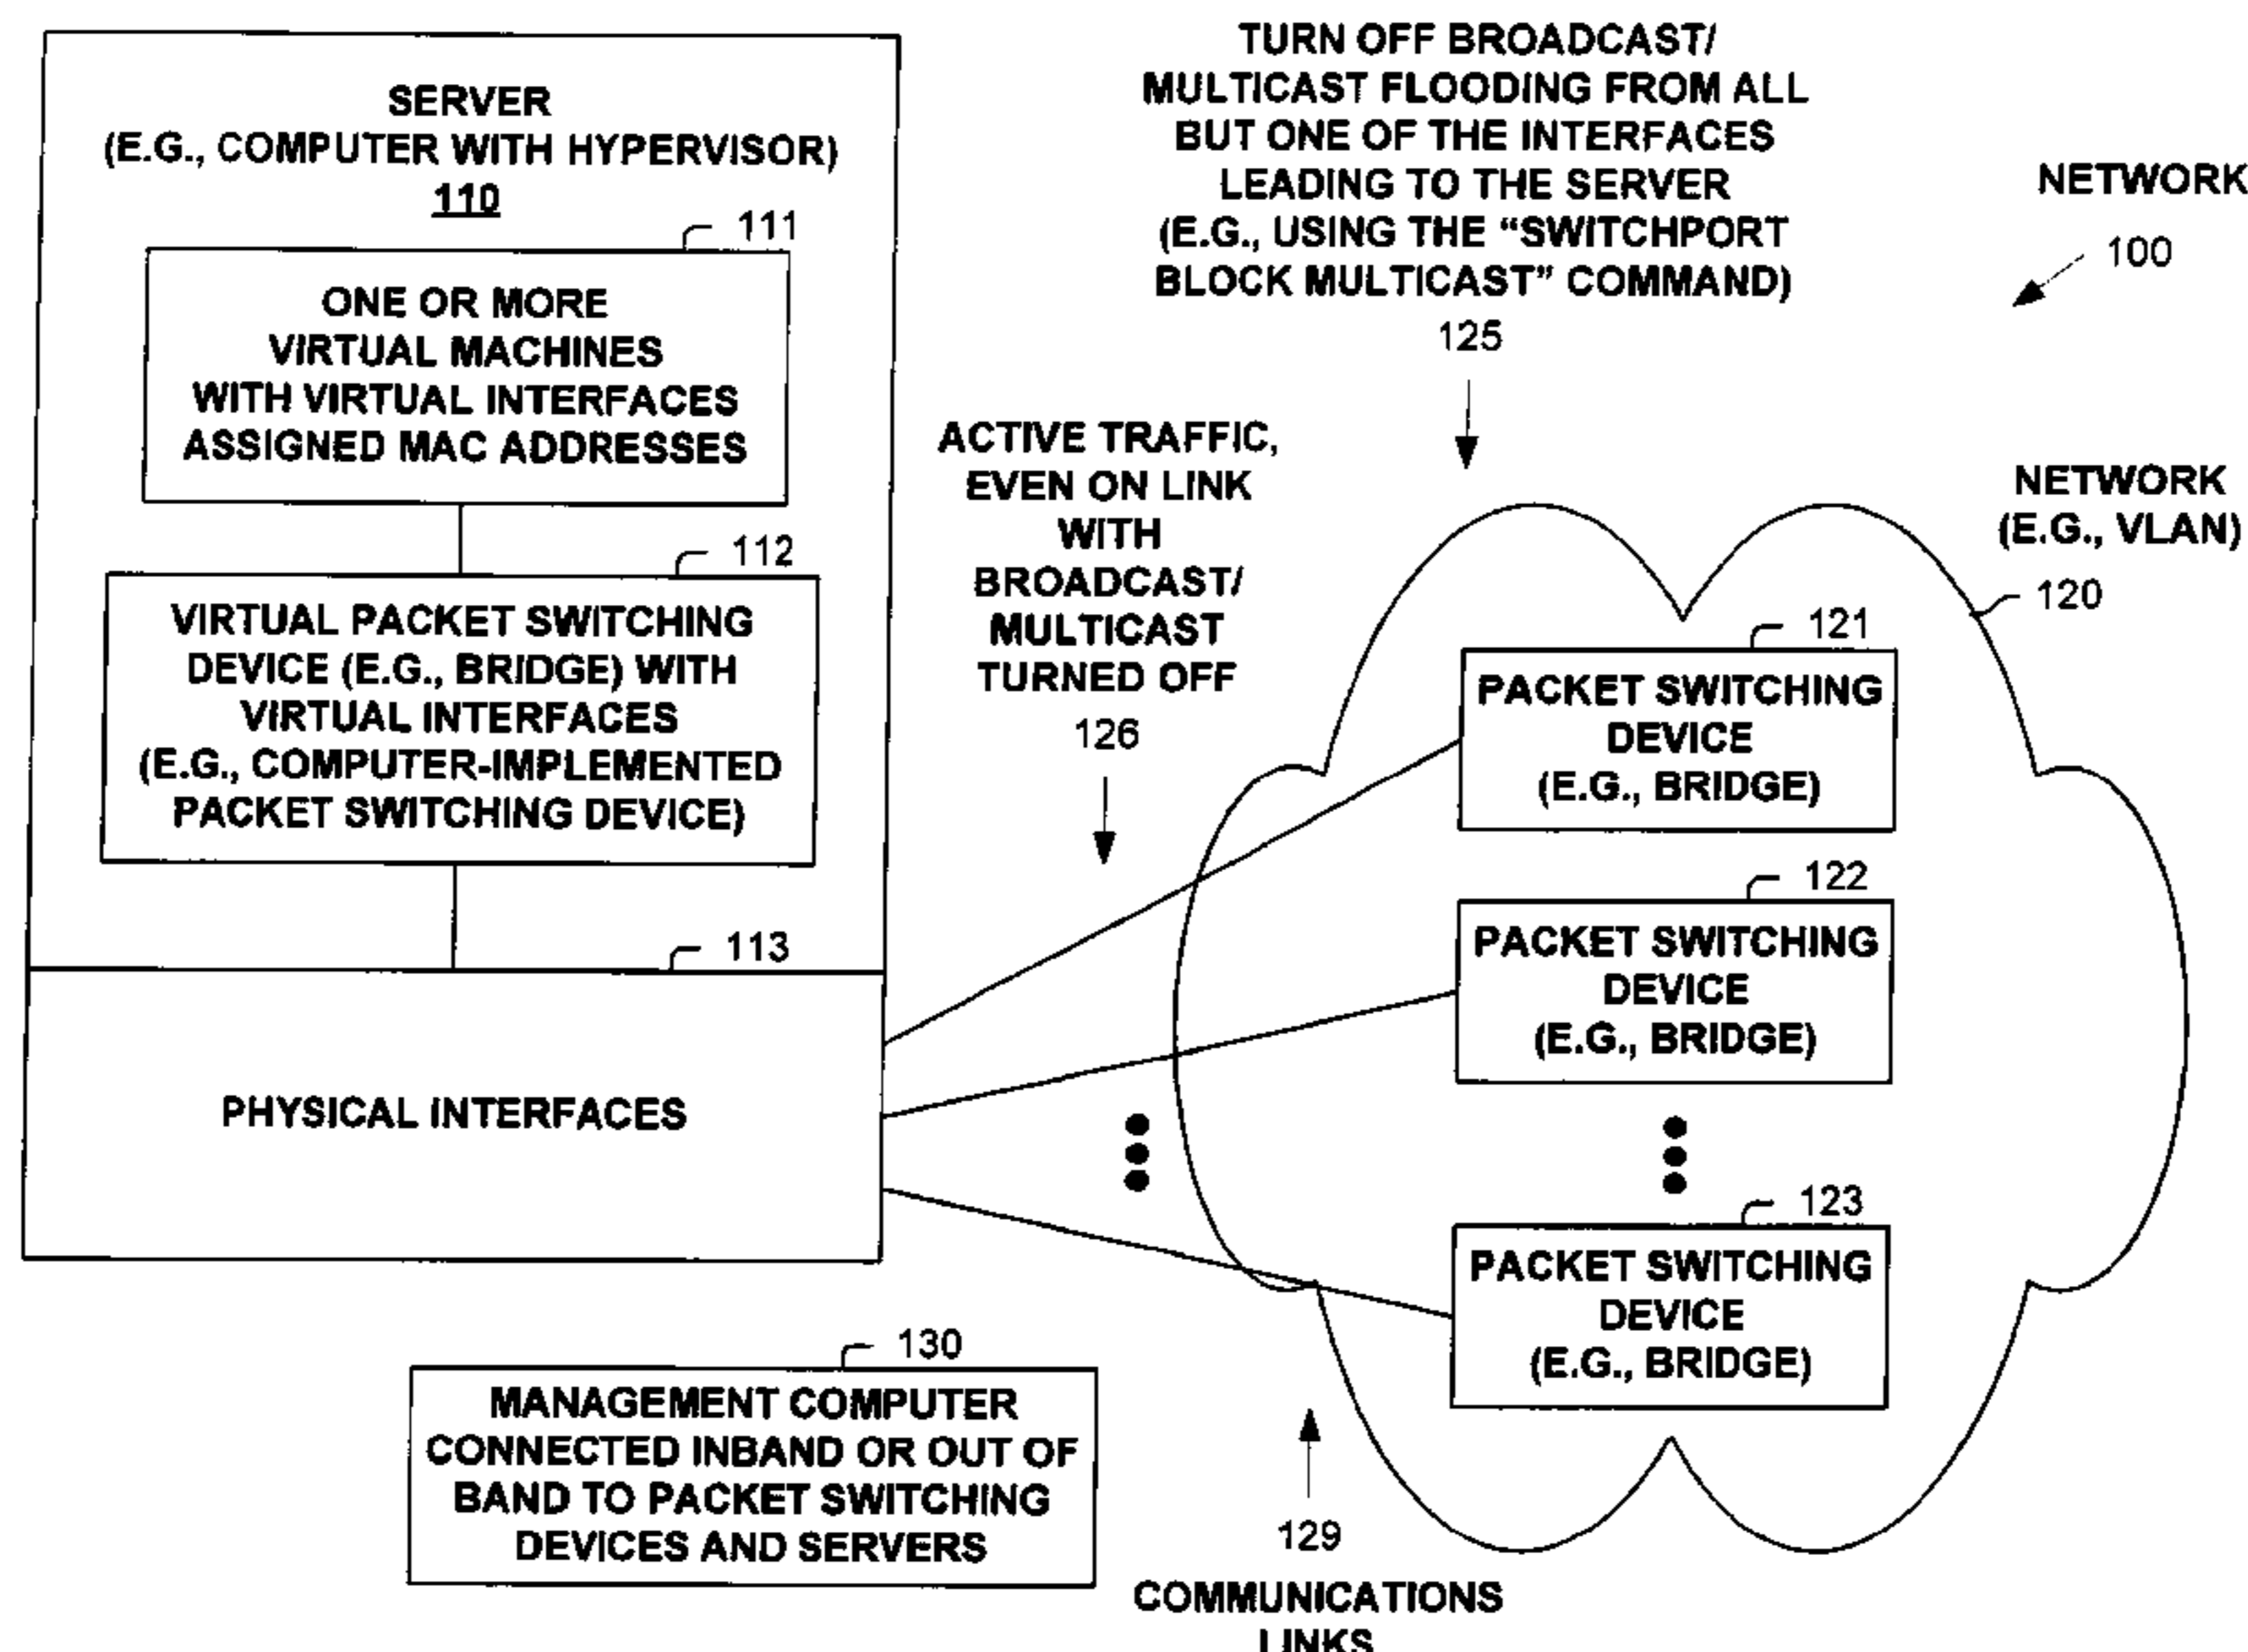 SERVER
(E.G., COMPUTER WITH HYPERVISOR)
110
111
ONE OR MORE
VIRTUAL MACHINES
WITH VIRTUAL INTERFACES
ASSIGNED MAC ADDRESSES
112
VIRTUAL PACKET SWITCHING
DEVICE (E.G., BRIDGE) WITH
VIRTUAL INTERFACES
(E.G., COMPUTER-IMPLEMENTED
PACKET SWITCHING DEVICE)
113
PHYSICAL INTERFACES
TURN OFF BROADCAST/
MULTICAST FLOODING FROM ALL
BUT ONE OF THE INTERFACES
LEADING TO THE SERVER
(E.G., USING THE “SWITCHPORT
BLOCK MULTICAST” COMMAND)
125
NETWORK
100
ACTIVE TRAFFIC,
EVEN ON LINK
WITH
BROADCAST/
MULTICAST
TURNED OFF
126
NETWORK
(E.G., VLAN)
120
121
PACKET SWITCHING
DEVICE
(E.G., BRIDGE)
122
PACKET SWITCHING
DEVICE
(E.G., BRIDGE)
123
PACKET SWITCHING
DEVICE
(E.G., BRIDGE)
130
MANAGEMENT COMPUTER
CONNECTED INBAND OR OUT OF
BAND TO PACKET SWITCHING
DEVICES AND SERVERS
129
COMMUNICATIONS
LINKS